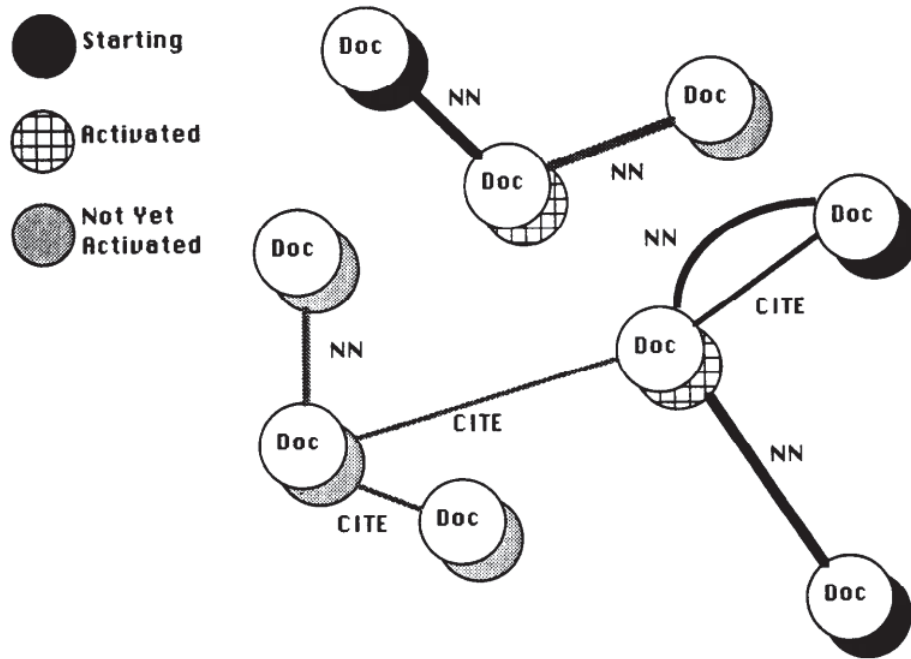 Starting
Activated
Not Yet
Activated
Doc
NN
Doc
Doc
NN
Doc
NN
Doc
CITE
Doc
NN
Doc
CITE
NN
Doc
CITE
Doc
Doc